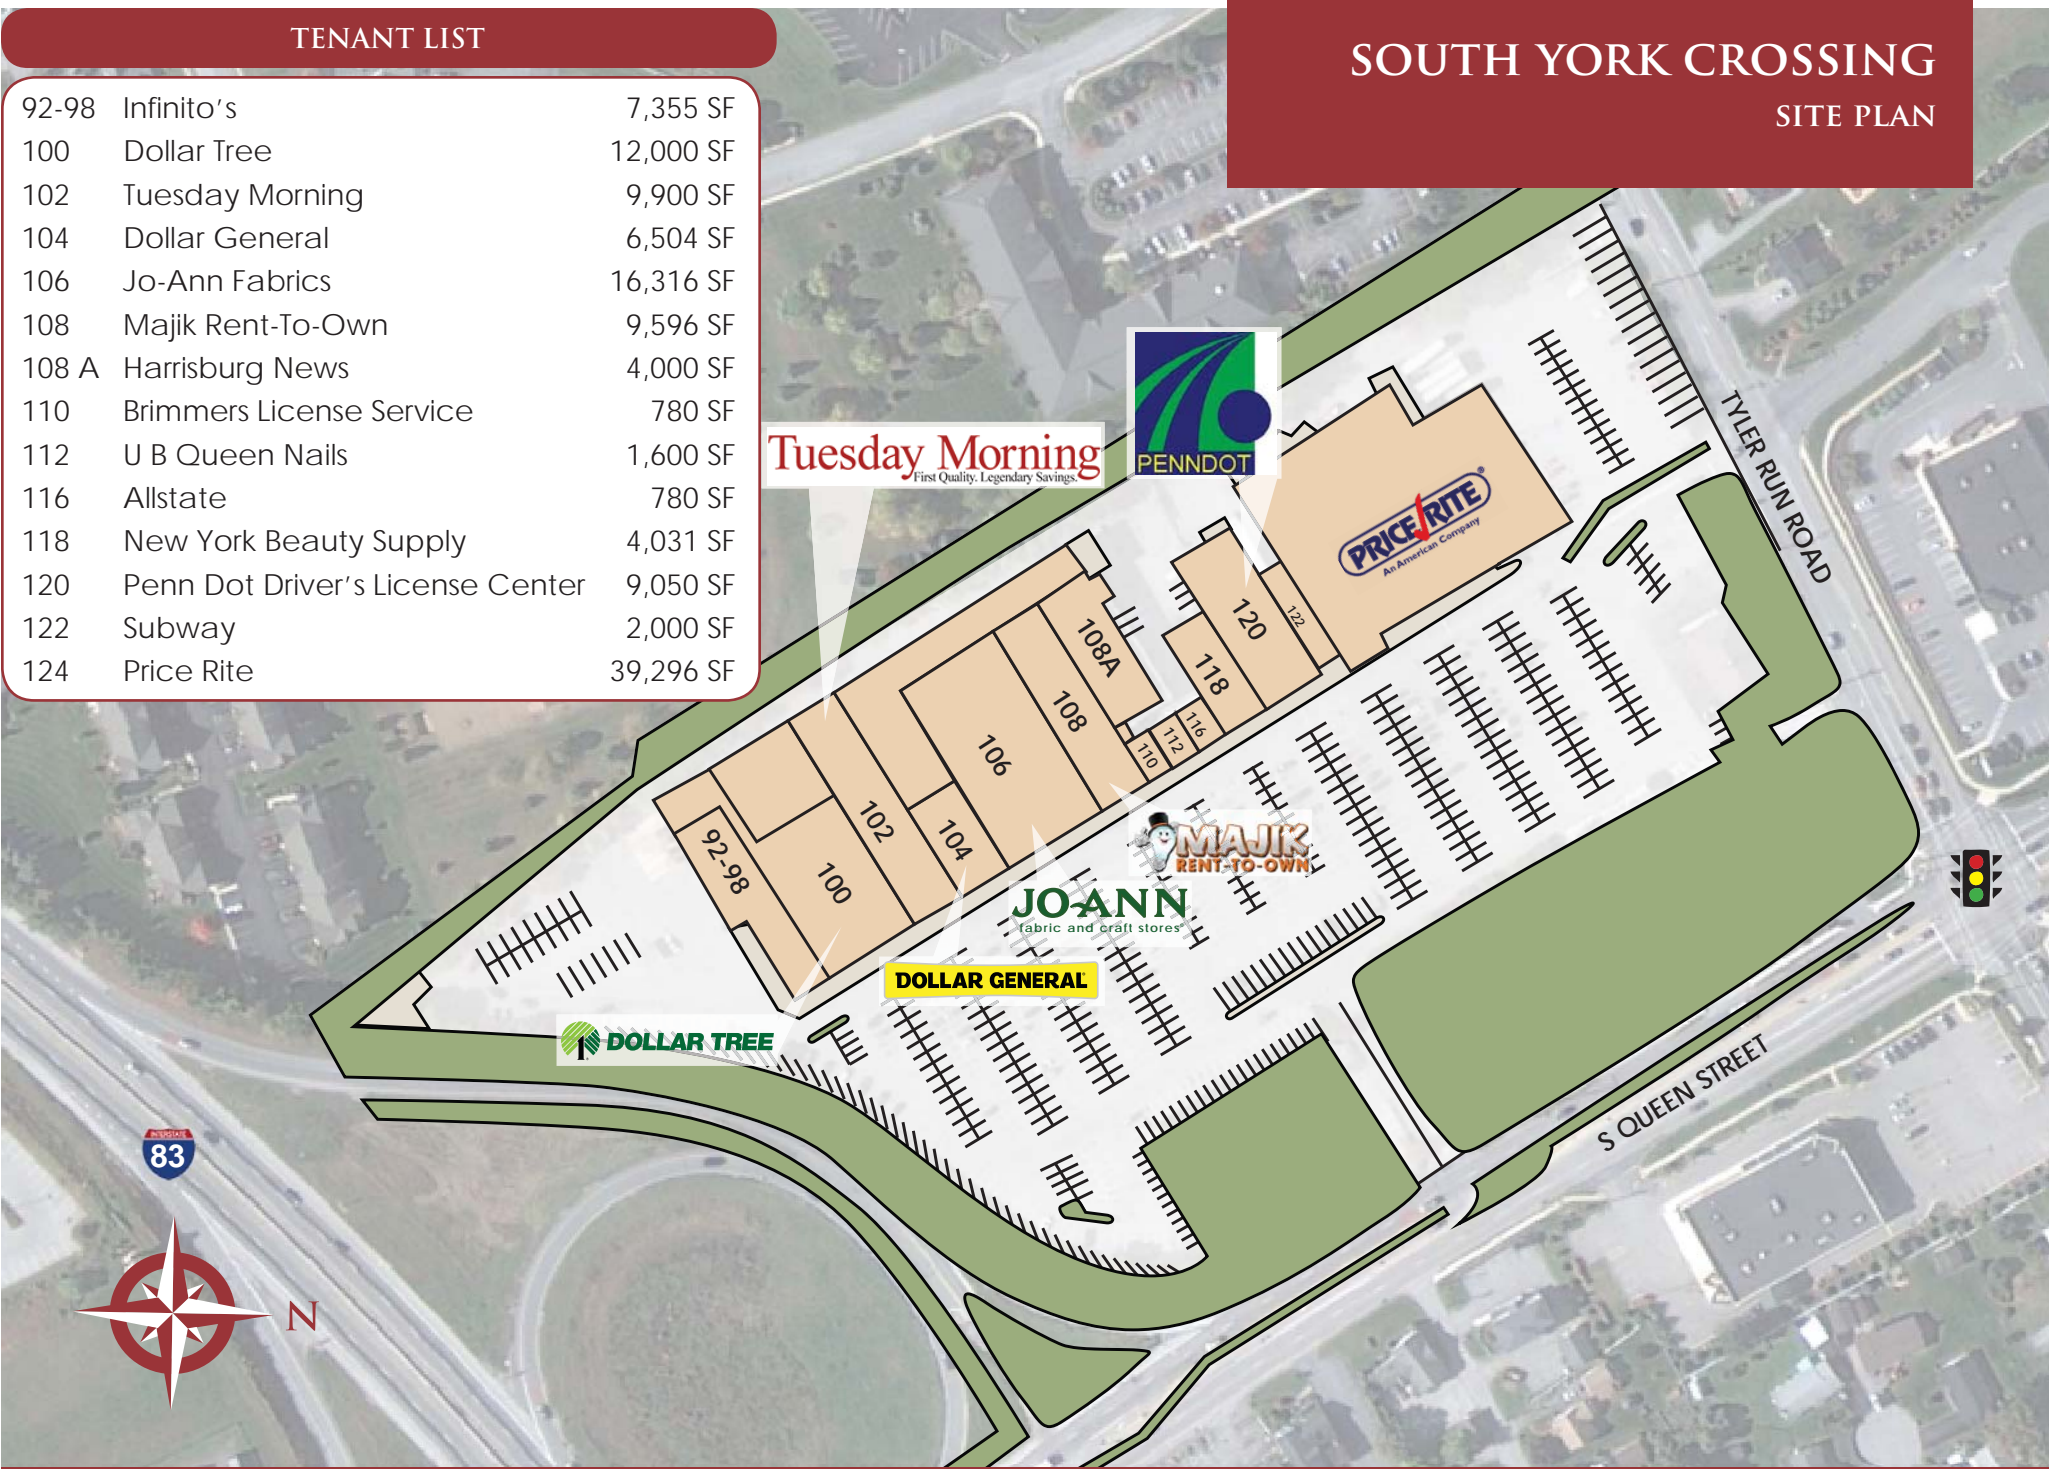 TENANT LIST
92-98 Infinito's 7,355 SF
100 Dollar Tree 12,000 SF
102 Tuesday Morning 9,900 SF
104 Dollar General 6,504 SF
106 Jo-Ann Fabrics 16,316 SF
108 Majik Rent-To-Own 9,596 SF
108 A Harrisburg News 4,000 SF
110 Brimmers License Service 780 SF
112 U B Queen Nails 1,600 SF
116 Allstate 780 SF
118 New York Beauty Supply 4,031 SF
120 Penn Dot Driver's License Center 9,050 SF
122 Subway 2,000 SF
124 Price Rite 39,296 SF
SOUTH YORK CROSSING
SITE PLAN
Tuesday Morning
First Quality. Legendary Savings.
PENNDOT
PRICE RITE®
An American Company
TYLER RUN ROAD
120
122
118
108A
108
116
112
110
106
102
104
92-98
100
MAJIK
RENT-TO-OWN
JO-ANN
fabric and craft stores
DOLLAR GENERAL
DOLLAR TREE
S QUEEN STREET
INTERSTATE
83
N